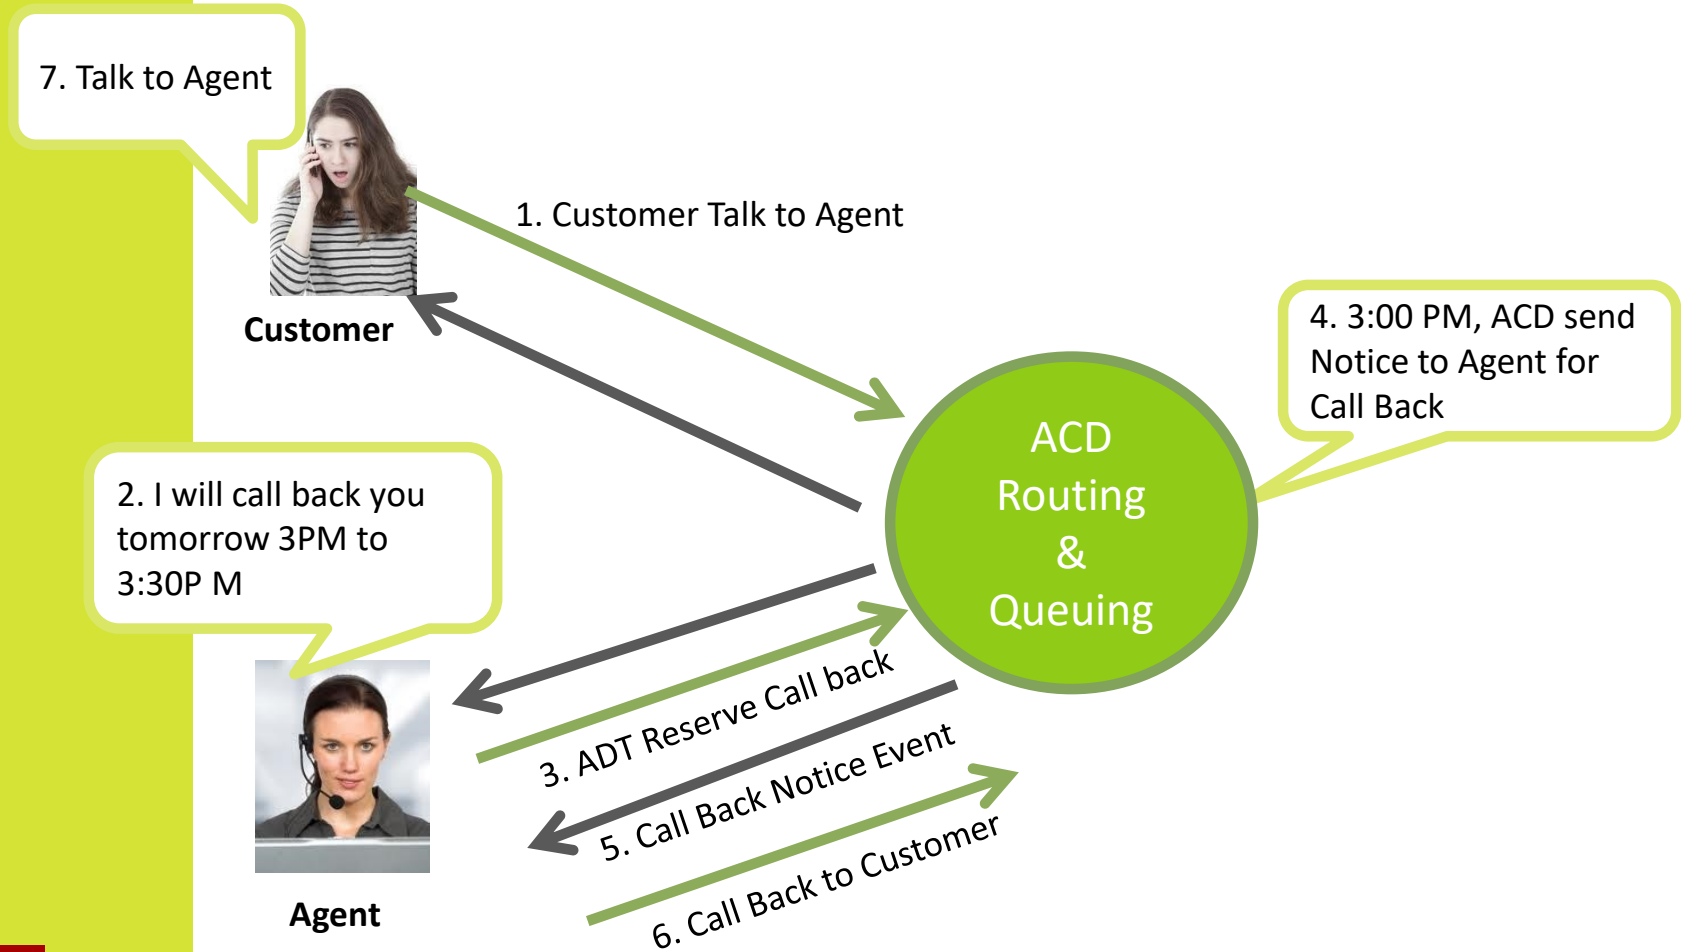 7. Talk to Agent
1. Customer Talk to Agent
Customer
4. 3:00 PM, ACD send
Notice to Agent for
Call Back
ACD
Routing
&
Queuing
2. I will call back you
tomorrow 3PM to
3:30P M
3. ADT Reserve Call back
5. Call Back Notice Event
6. Call Back to Customer
Agent